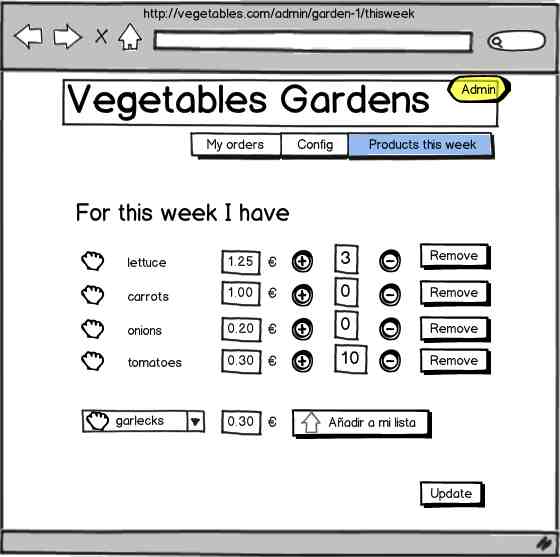 http://vegetables.com/admin/garden-1/thisweek
X
Admin
Vegetables Gardens
My orders Config Products this week
For this week I have
lettuce 1.25 € + 3 - Remove
carrots 1.00 € + 0 - Remove
onions 0.20 € + 0 - Remove
tomatoes 0.30 € + 10 - Remove
garlecks 0.30 € Añadir a mi lista
Update